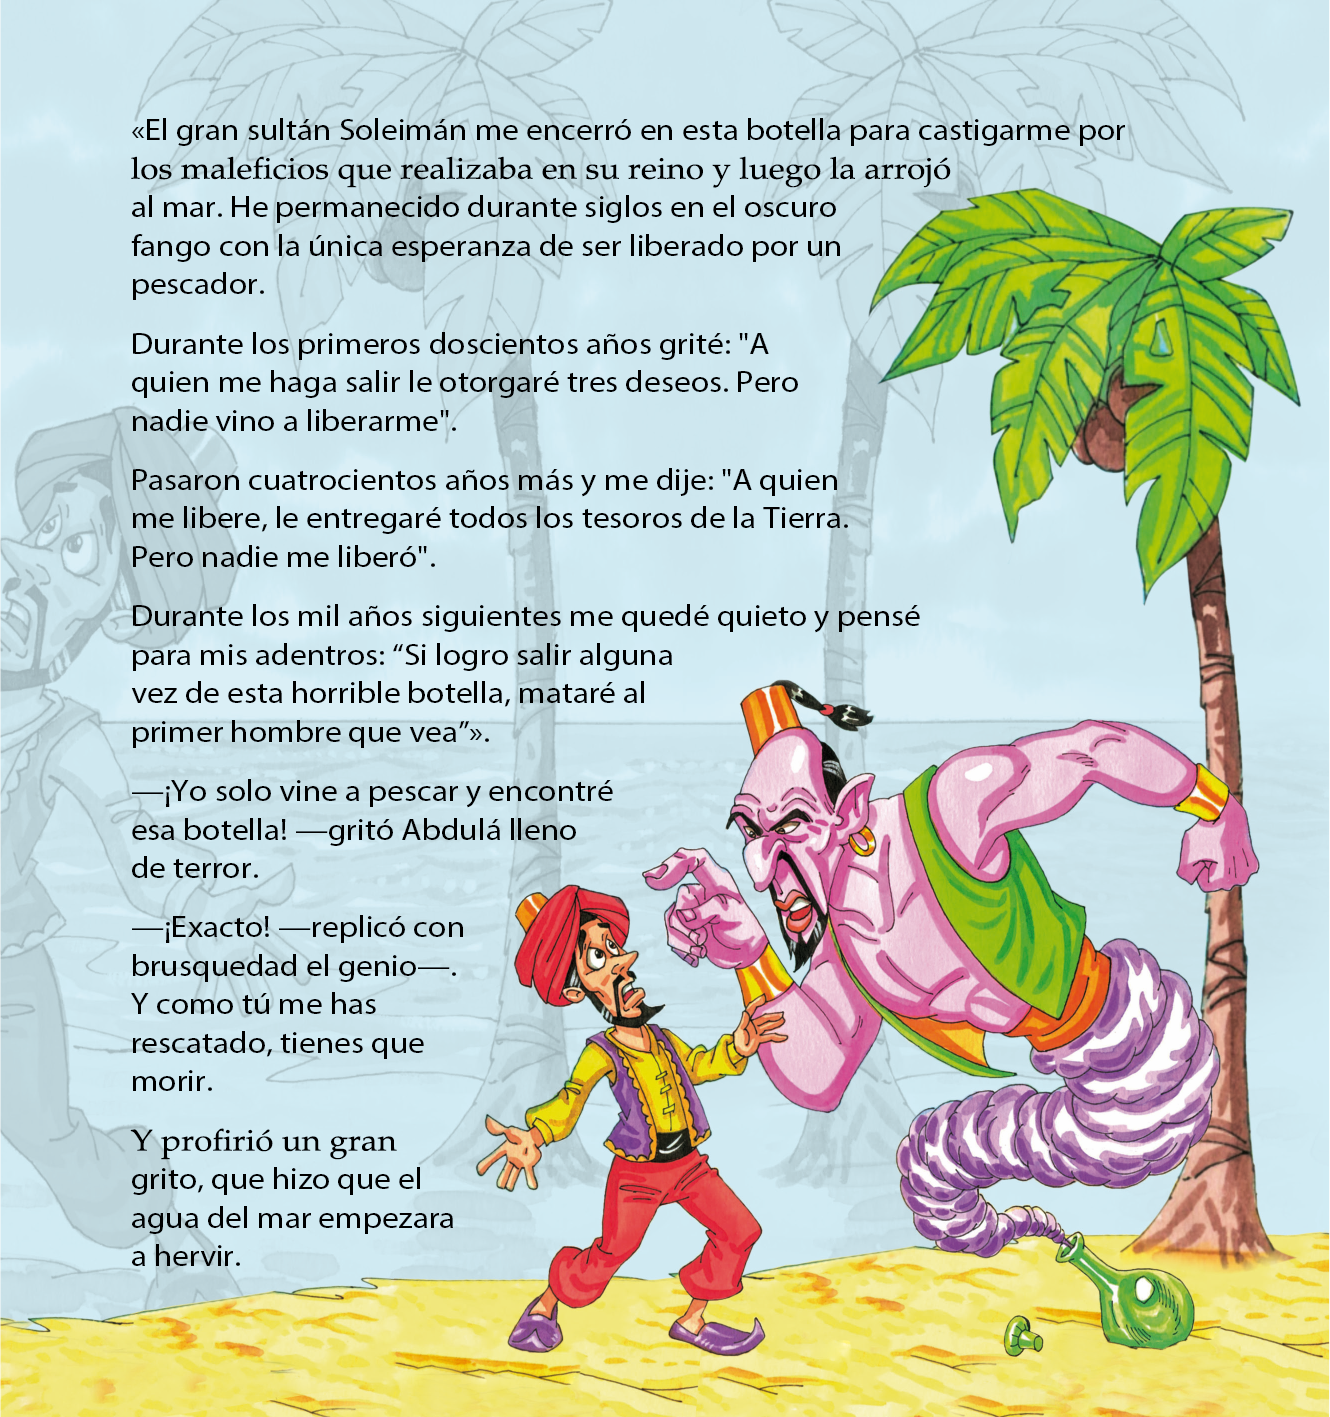 «El gran sultán Soleimán me encerró en esta botella para castigarme por
los maleficios que realizaba en su reino y luego la arrojó
al mar. He permanecido durante siglos en el oscuro
fango con la única esperanza de ser liberado por un
pescador.
Durante los primeros doscientos años grité: "A
quien me haga salir le otorgaré tres deseos. Pero
nadie vino a liberarme".
Pasaron cuatrocientos años más y me dije: "A quien
me libere, le entregaré todos los tesoros de la Tierra.
Pero nadie me liberó".
Durante los mil años siguientes me quedé quieto y pensé
para mis adentros: “Si logro salir alguna
vez de esta horrible botella, mataré al
primer hombre que vea”».
—¡Yo solo vine a pescar y encontré
esa botella! —gritó Abdulá lleno
de terror.
—¡Exacto! —replicó con
brusquedad el genio—.
Y como tú me has
rescatado, tienes que
morir.
Y profirió un gran
grito, que hizo que el
agua del mar empezara
a hervir.